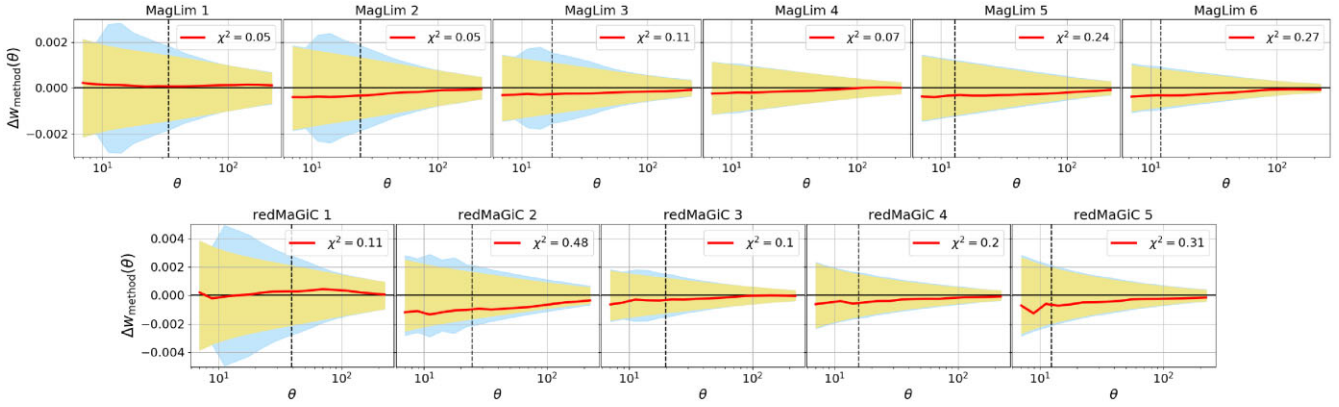 MagLim 1 MagLim 2 MagLim 3 MagLim 4 MagLim 5 MagLim 6
χ² = 0.05 χ² = 0.05 χ² = 0.11 χ² = 0.07 χ² = 0.24 χ² = 0.27
0.002
0.000
−0.002
Δw_method(θ)
10¹ 10² 10¹ 10² 10¹ 10² 10¹ 10² 10¹ 10² 10¹ 10²
θ θ θ θ θ θ
redMaGiC 1 redMaGiC 2 redMaGiC 3 redMaGiC 4 redMaGiC 5
χ² = 0.11 χ² = 0.48 χ² = 0.1 χ² = 0.2 χ² = 0.31
0.004
0.002
0.000
−0.002
−0.004
Δw_method(θ)
10¹ 10² 10¹ 10² 10¹ 10² 10¹ 10² 10¹ 10²
θ θ θ θ θ